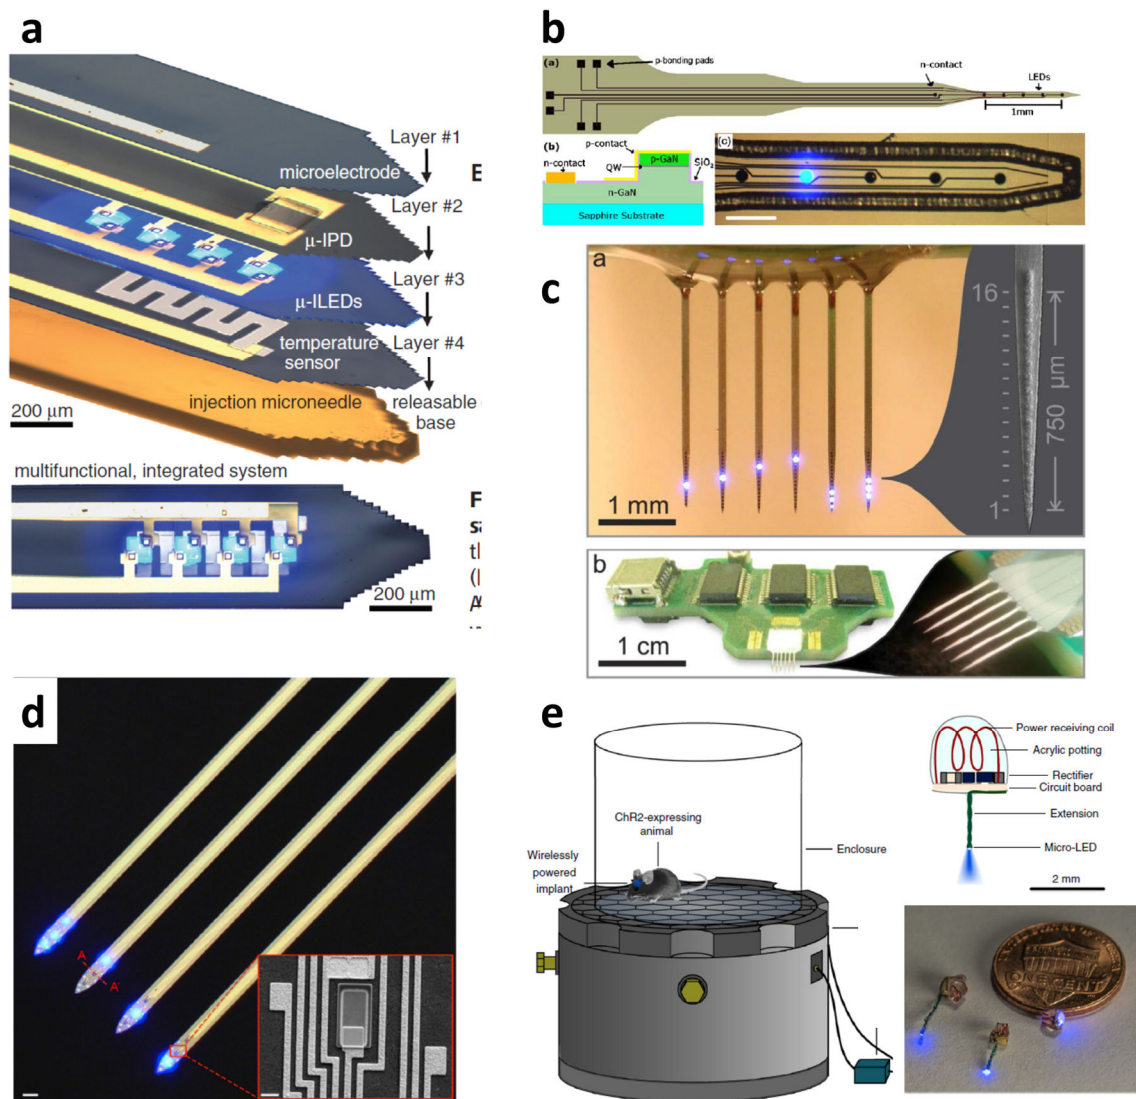 a
Layer #1
microelectrode
E
Layer #2
μ-IPD
Layer #3
μ-ILEDs
temperature
sensor
Layer #4
injection microneedle
releasable
base
200 μm
multifunctional, integrated system
F
th
(
200 μm
b
(a)
p-bonding pads
n-contact
LEDs
1mm
(b)
p-contact
n-contact
QW
p-GaN
SiO₂
n-GaN
Sapphire Substrate
(c)
c
a
16
750 μm
1
1 mm
b
1 cm
d
A
A'
e
ChR2-expressing
animal
Wirelessly
powered
implant
Enclosure
Power receiving coil
Acrylic potting
Rectifier
Circuit board
Extension
Micro-LED
2 mm